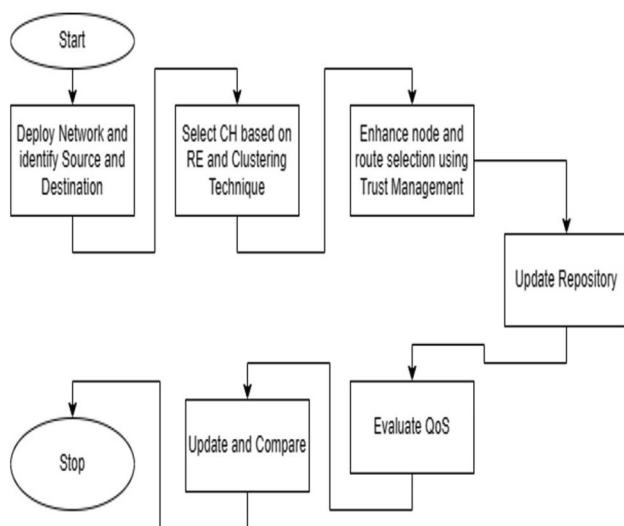 Start
Deploy Network and
identify Source and
Destination
Select CH based on
RE and Clustering
Technique
Enhance node and
route selection using
Trust Management
Update Repository
Evaluate QoS
Update and Compare
Stop